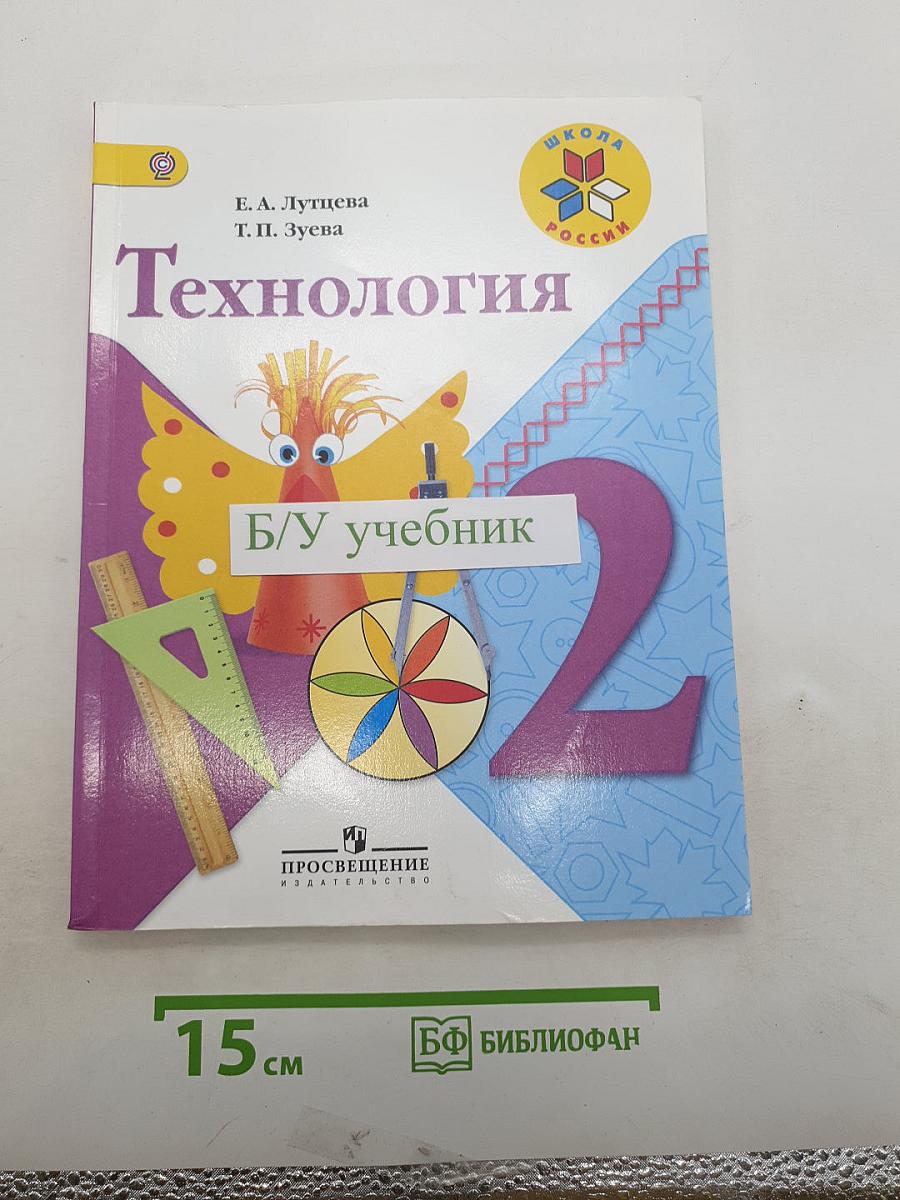 ШКОЛА
РОССИИ
Е. А. Лутцева
Т. П. Зуева
Технология
Б/У учебник
2
ПРОСВЕЩЕНИЕ
ИЗДАТЕЛЬСТВО
15 см
БФ БИБЛИОФАН